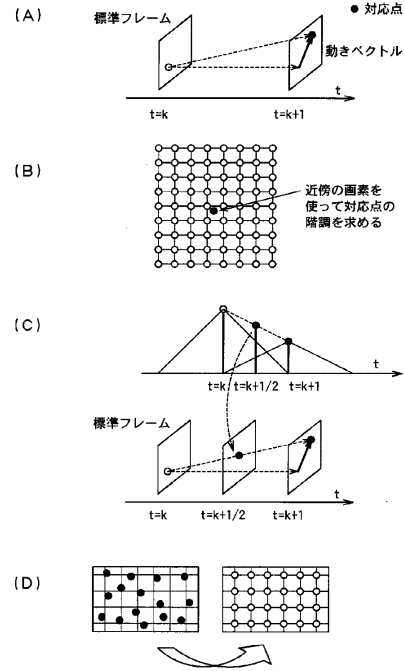 (A)
標準フレーム
● 対応点
動きベクトル
t
t=k
t=k+1
(B)
近傍の画素を
使って対応点の
階調を求める
(C)
t
t=k
t=k+1/2
t=k+1
標準フレーム
t
t=k
t=k+1/2
t=k+1
(D)